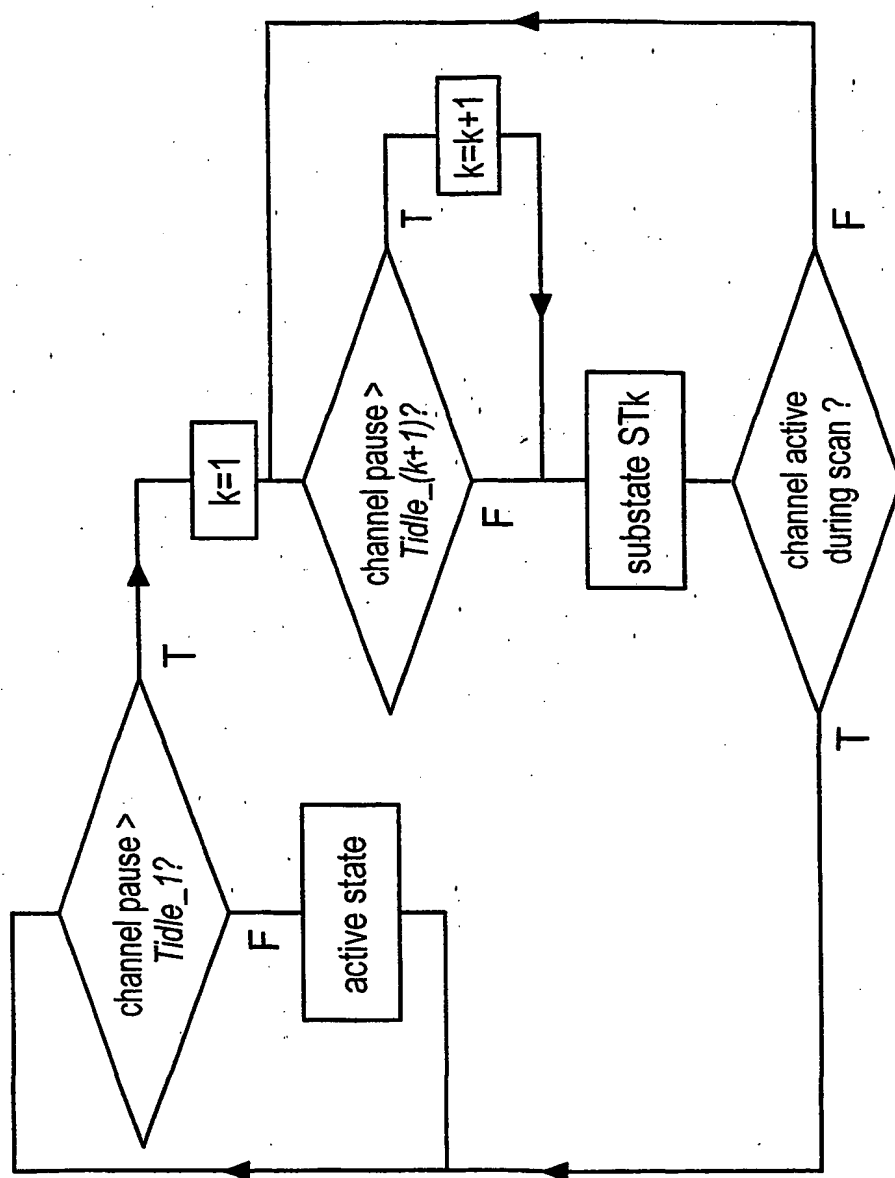 channel pause >
Tidle_1?
T
F
active state
k=1
channel pause >
Tidle_(k+1)?
T
k=k+1
F
substate STk
channel active
during scan ?
T
F